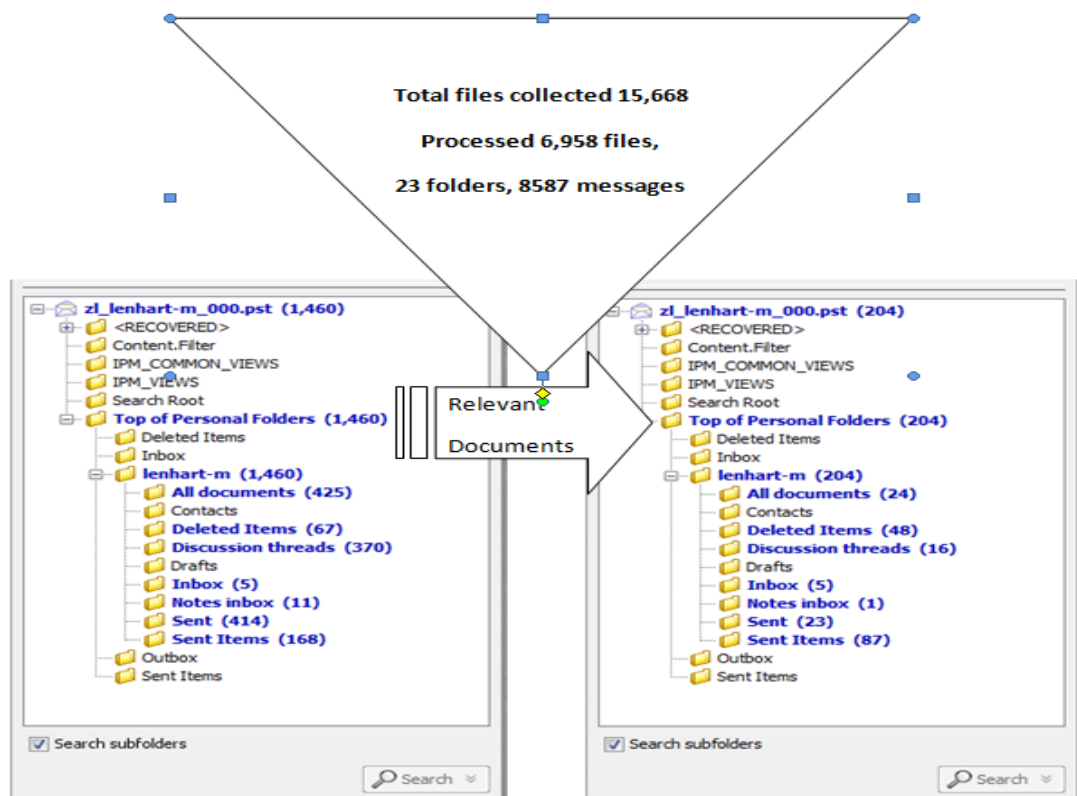 Total files collected 15,668
Processed 6,958 files,
23 folders, 8587 messages
zl_lenhart-m_000.pst (1,460)
<RECOVERED>
Content.Filter
IPM_COMMON_VIEWS
IPM_VIEWS
Search Root
Top of Personal Folders (1,460)
Deleted Items
Inbox
lenhart-m (1,460)
All documents (425)
Contacts
Deleted Items (67)
Discussion threads (370)
Drafts
Inbox (5)
Notes inbox (11)
Sent (414)
Sent Items (168)
Outbox
Sent Items
Search subfolders
Search
Relevant
Documents
zl_lenhart-m_000.pst (204)
<RECOVERED>
Content.Filter
IPM_COMMON_VIEWS
IPM_VIEWS
Search Root
Top of Personal Folders (204)
Deleted Items
Inbox
lenhart-m (204)
All documents (24)
Contacts
Deleted Items (48)
Discussion threads (16)
Drafts
Inbox (5)
Notes inbox (1)
Sent (23)
Sent Items (87)
Outbox
Sent Items
Search subfolders
Search